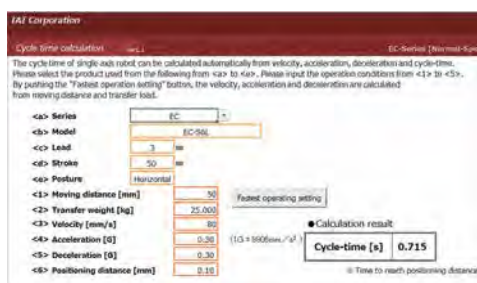 IAI Corporation
Cycle time calculation
EC-Series [Normal-Spe
The cycle time of single axis robot can be calculated automatically from velocity, acceleration, deceleration and cycle-time.
Please select the product used from the following from <a> to <e>. Please input the operation conditions from <1> to <5>.
By pushing the "Fastest operation setting" button, the velocity, acceleration and deceleration are calculated
from moving distance and transfer load.
<a> Series EC
<b> Model EC-S6L
<c> Lead 3 mm
<d> Stroke 50 mm
<e> Posture Horizontal
<1> Moving distance [mm] 50 Fastest operating setting
<2> Transfer weight [kg] 25.000
<3> Velocity [mm/s] 80 ●Calculation result
<4> Acceleration [G] 0.30 Cycle-time [s] 0.715
<5> Deceleration [G] 0.30
<6> Positioning distance [mm] 0.10 Time to reach positioning distance